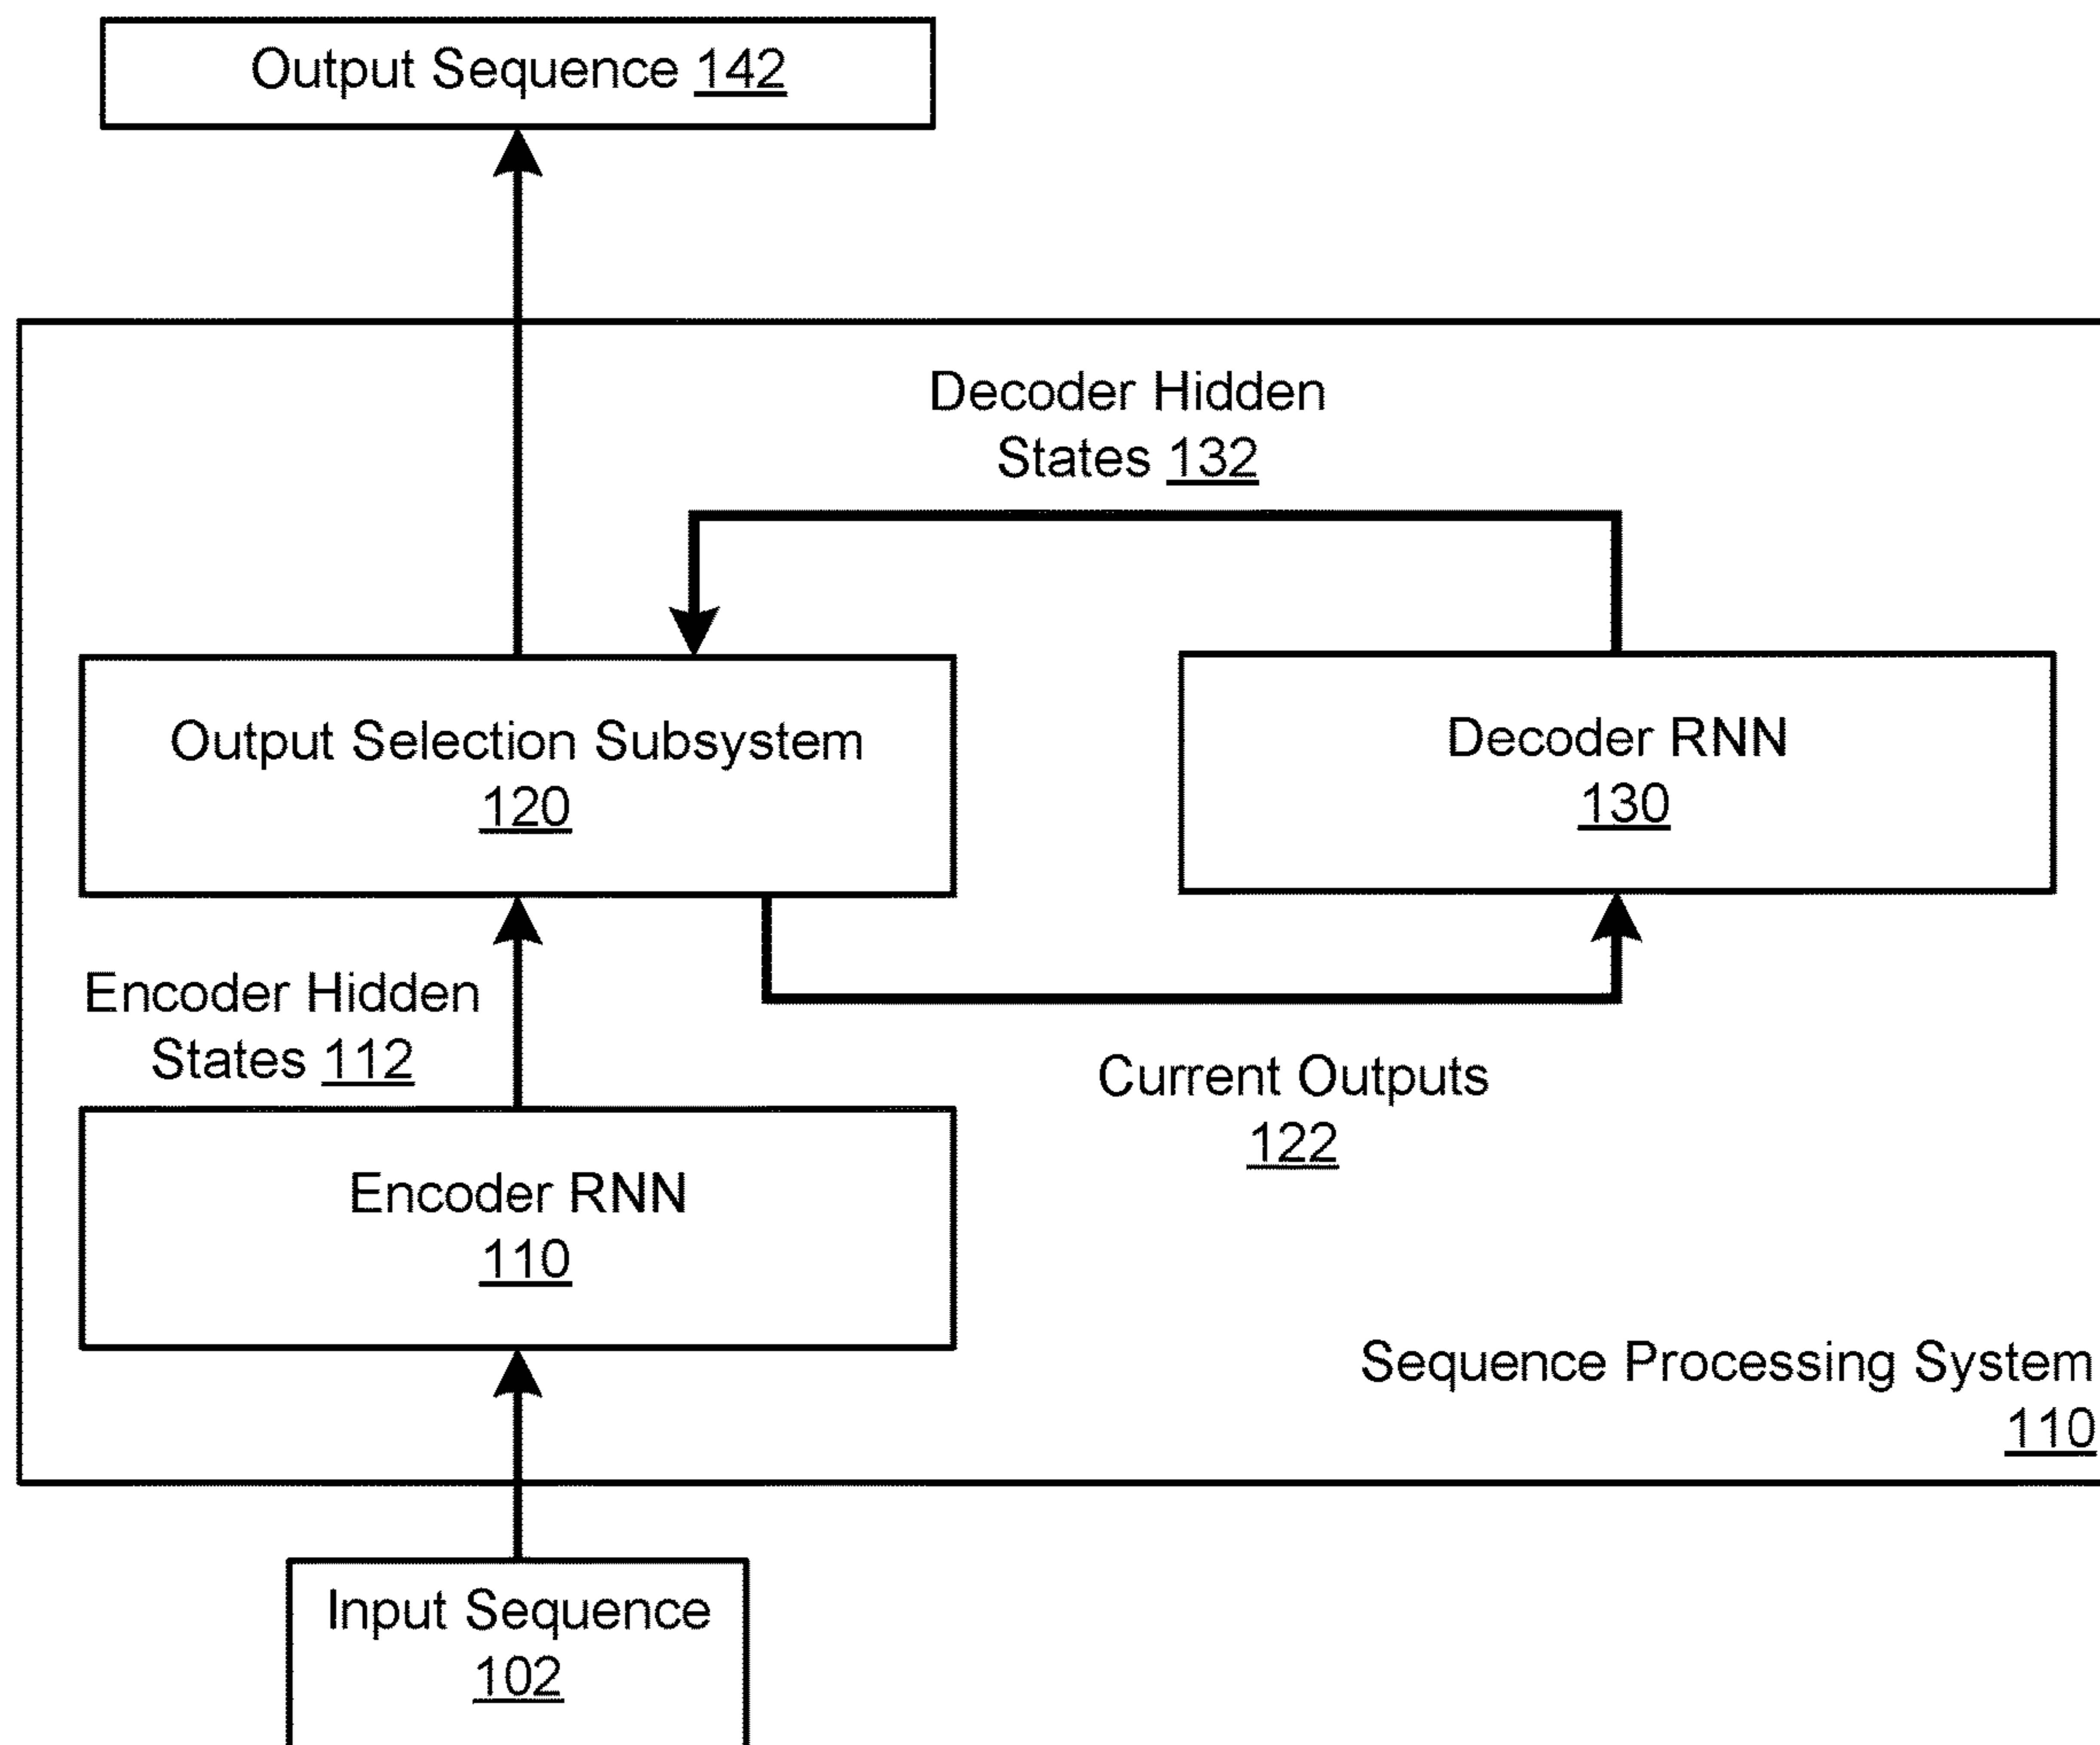 Output Sequence 142
Decoder Hidden
States 132
Output Selection Subsystem
120
Decoder RNN
130
Encoder Hidden
States 112
Current Outputs
122
Encoder RNN
110
Sequence Processing System
110
Input Sequence
102